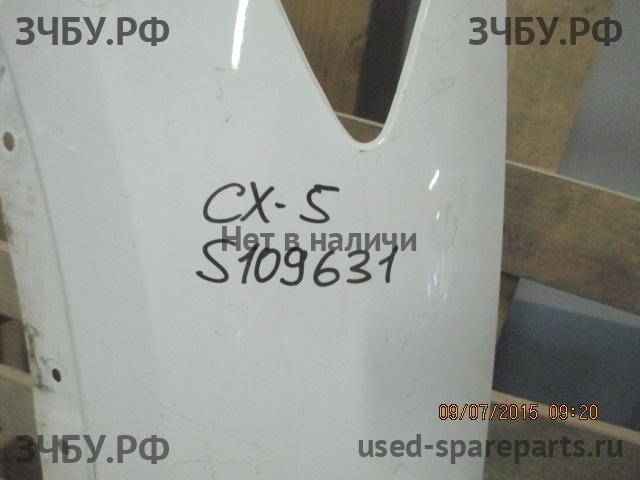 ЗЧБУ.РФ ЗЧБУ.РФ
CX-5
Нет в наличи
S109631
09/07/2015 09:20
ЗЧБУ.РФ used-spareparts.ru